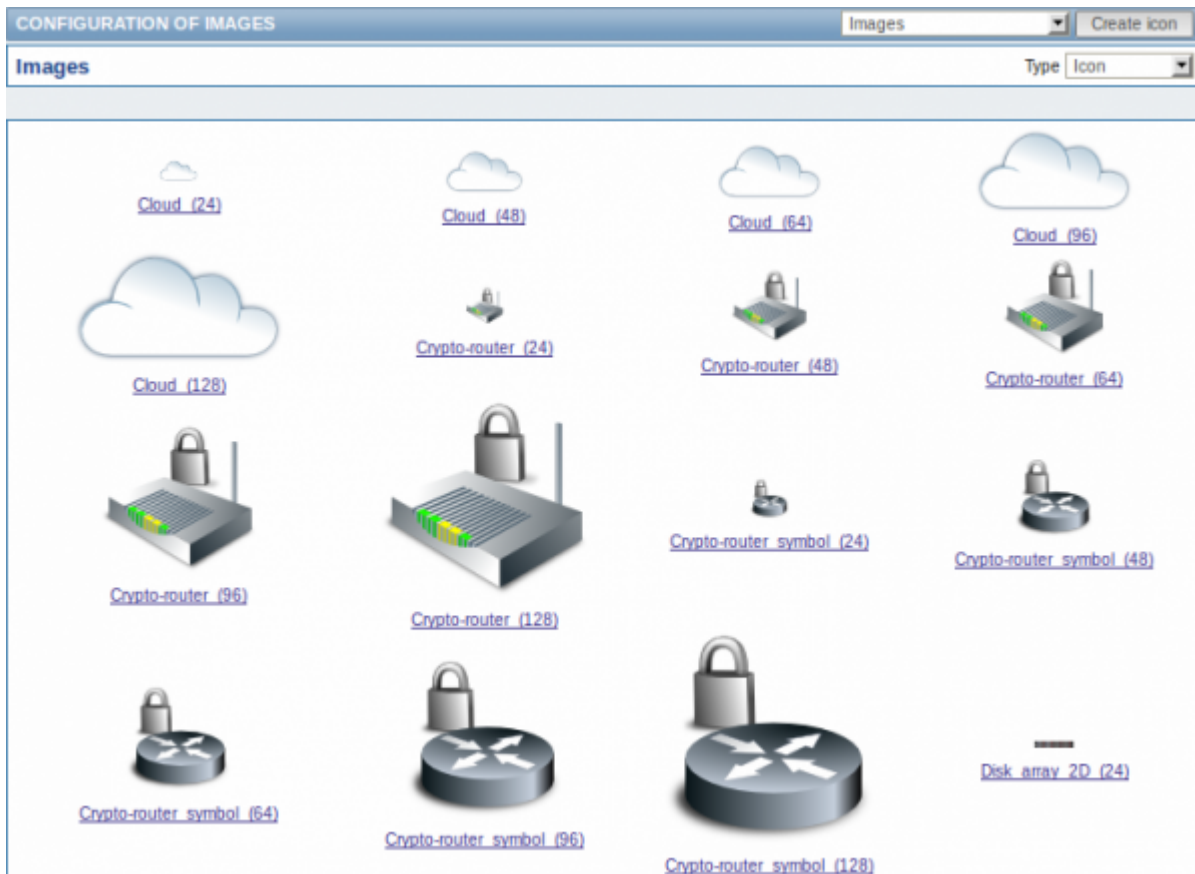 CONFIGURATION OF IMAGES Images Create icon
Images Type Icon
Cloud_(24) Cloud_(48) Cloud_(64) Cloud_(96)
Cloud_(128) Crypto-router_(24) Crypto-router_(48) Crypto-router_(64)
Crypto-router_(96) Crypto-router_(128) Crypto-router_symbol_(24) Crypto-router_symbol_(48)
Crypto-router_symbol_(64) Crypto-router_symbol_(96) Crypto-router_symbol_(128) Disk_array_2D_(24)